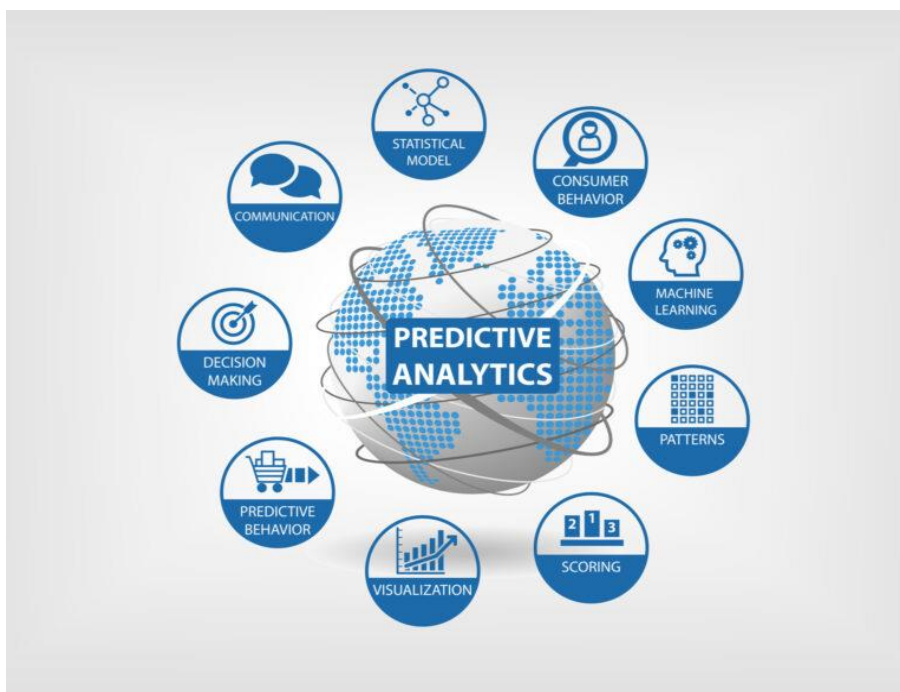 STATISTICAL
MODEL
CONSUMER
BEHAVIOR
MACHINE
LEARNING
PATTERNS
2 1 3
SCORING
VISUALIZATION
PREDICTIVE
BEHAVIOR
DECISION
MAKING
COMMUNICATION
PREDICTIVE
ANALYTICS